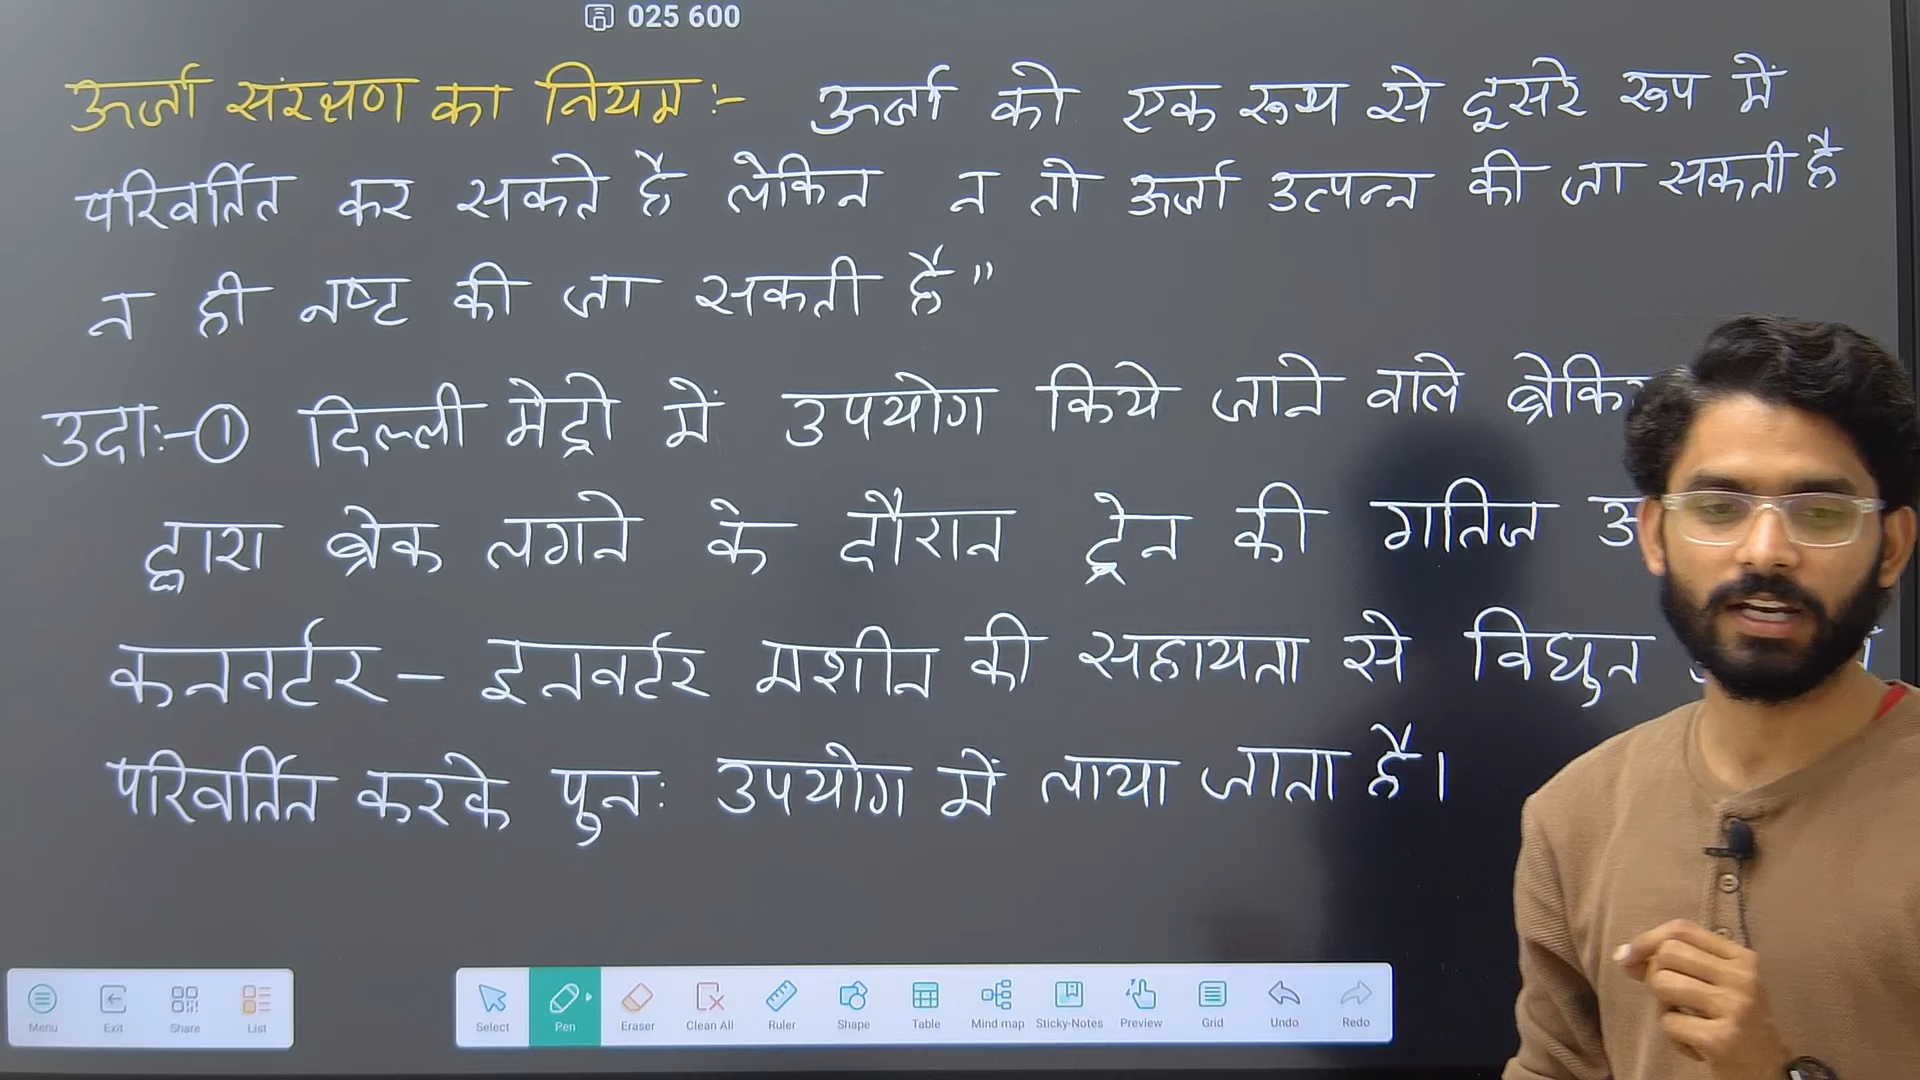 025 600
ऊर्जा संरक्षण का नियम:- ऊर्जा को एक रूप से दूसरे रूप में
परिवर्तित कर सकते है लेकिन न तो ऊर्जा उत्पन्न की जा सकती है
न ही नष्ट की जा सकती है"
उदा:-① दिल्ली मेट्रो में उपयोग किये जाने वाले
द्वारा ब्रेक लगने के दौरान ट्रेन की गतिज
कनवर्टर - इनवर्टर मशीन की सहायता से विधुत
परिवर्तित करके पुनः उपयोग में लाया जाता है।
Menu Exit Share List Select Pen Eraser Clean All Ruler Shape Table Mind map Sticky-Notes Preview Grid Undo Redo